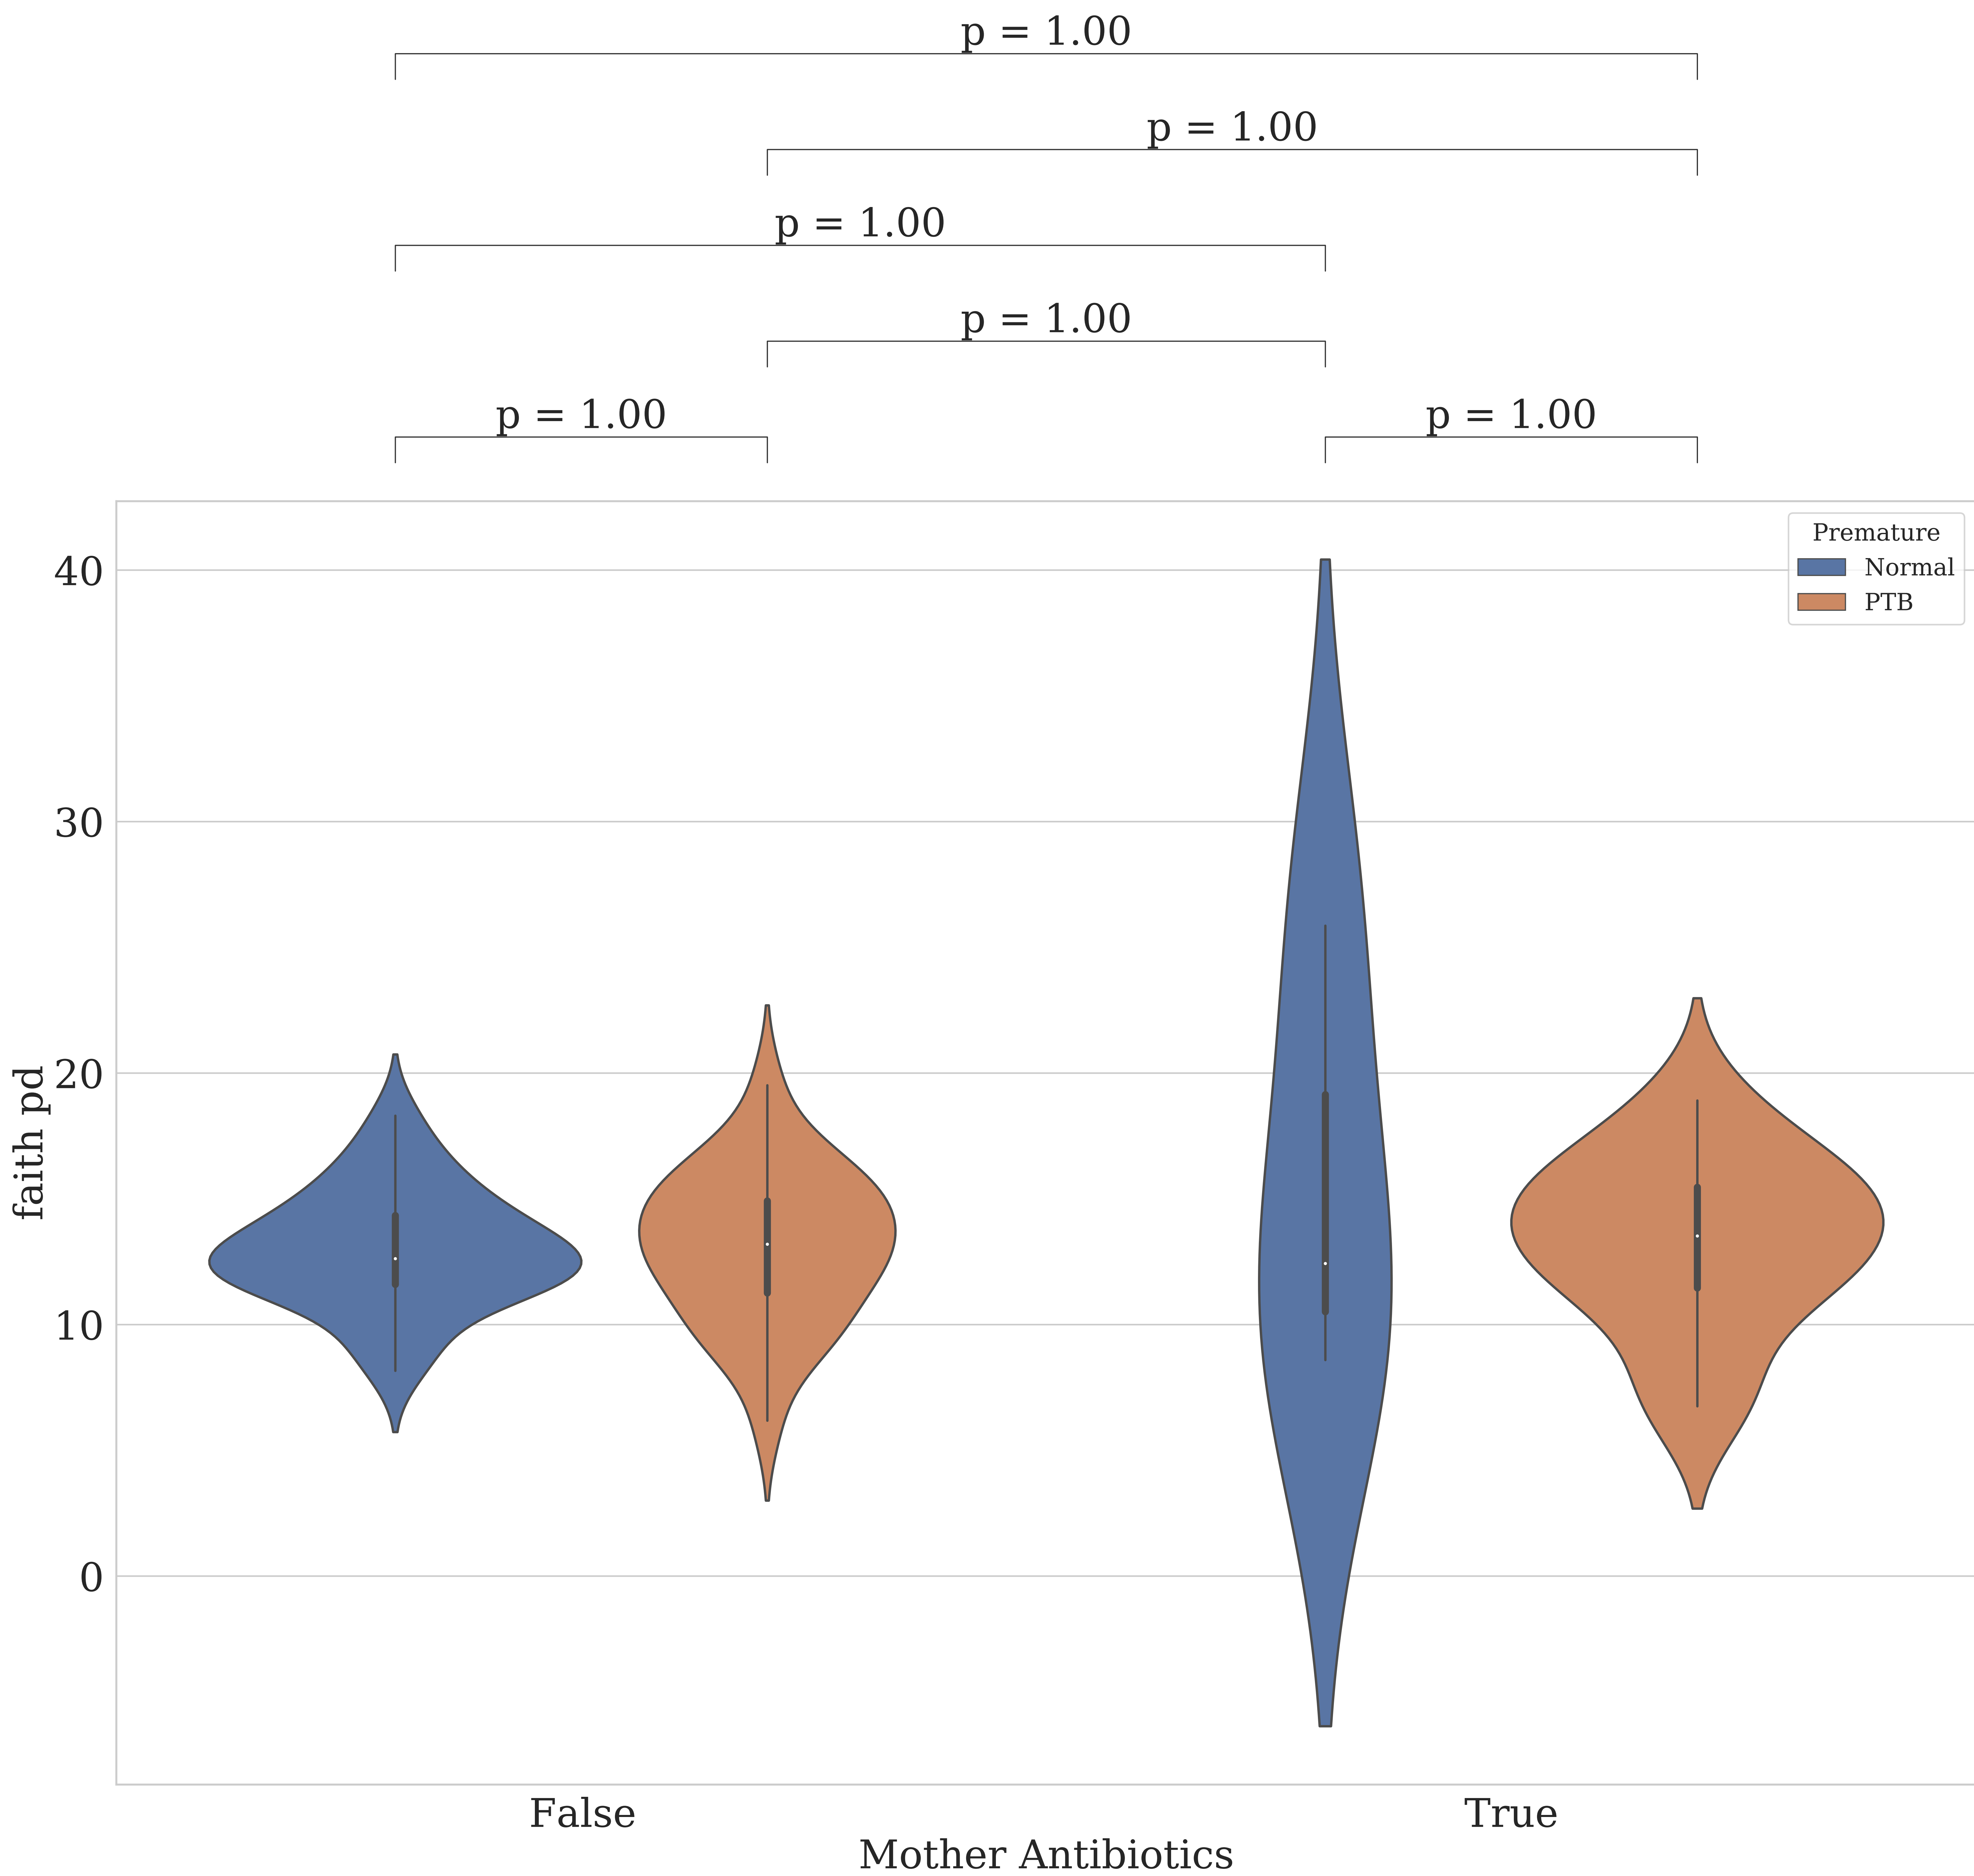 p = 1.00
p = 1.00
p = 1.00
p = 1.00
p = 1.00 p = 1.00
Premature
Normal
PTB
40
30
20
10
0
faith pd
False True
Mother Antibiotics